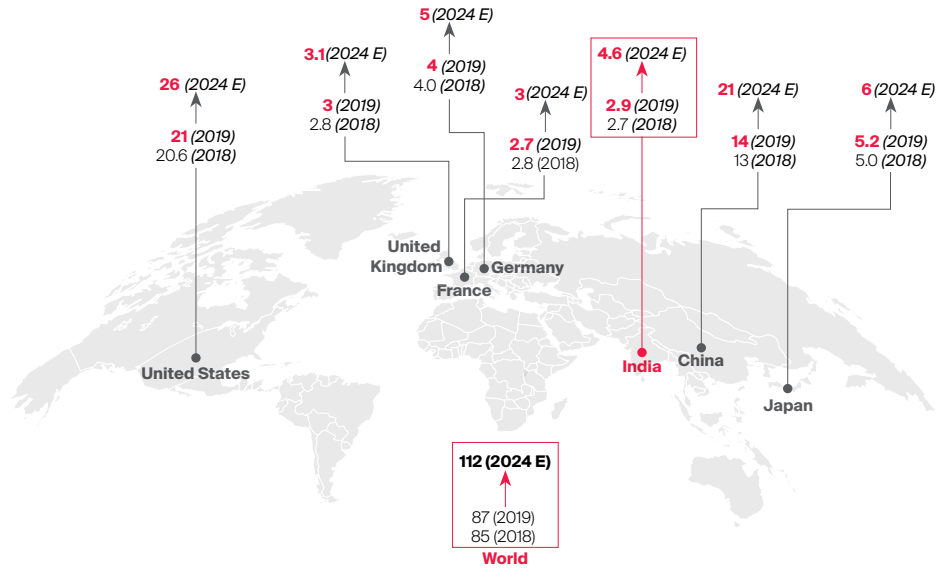 26 (2024 E)
21 (2019)
20.6 (2018)
United States
3.1(2024 E)
3 (2019)
2.8 (2018)
United
Kingdom
5 (2024 E)
4 (2019)
4.0 (2018)
Germany
3 (2024 E)
2.7 (2019)
2.8 (2018)
France
4.6 (2024 E)
2.9 (2019)
2.7 (2018)
India
21 (2024 E)
14 (2019)
13 (2018)
China
6 (2024 E)
5.2 (2019)
5.0 (2018)
Japan
112 (2024 E)
87 (2019)
85 (2018)
World